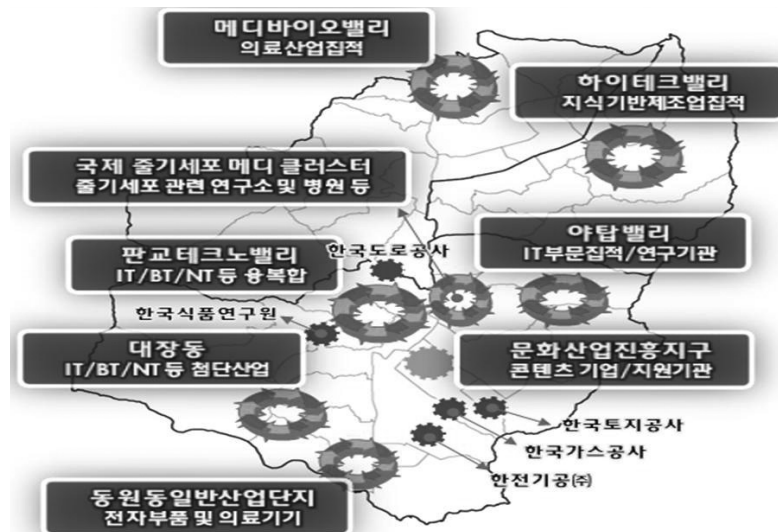 메디바이오밸리
의료산업집적
하이테크밸리
지식기반제조업집적
국제 줄기세포 메디 클러스터
줄기세포 관련 연구소 및 병원 등
야탑밸리
IT부문집적/연구기관
판교테크노밸리
IT/BT/NT 등 융복합
한국도로공사
한국식품연구원
대장동
IT/BT/NT 등 첨단산업
문화산업진흥지구
콘텐츠 기업/지원기관
한국토지공사
한국가스공사
한전기공㈜
동원동일반산업단지
전자부품 및 의료기기